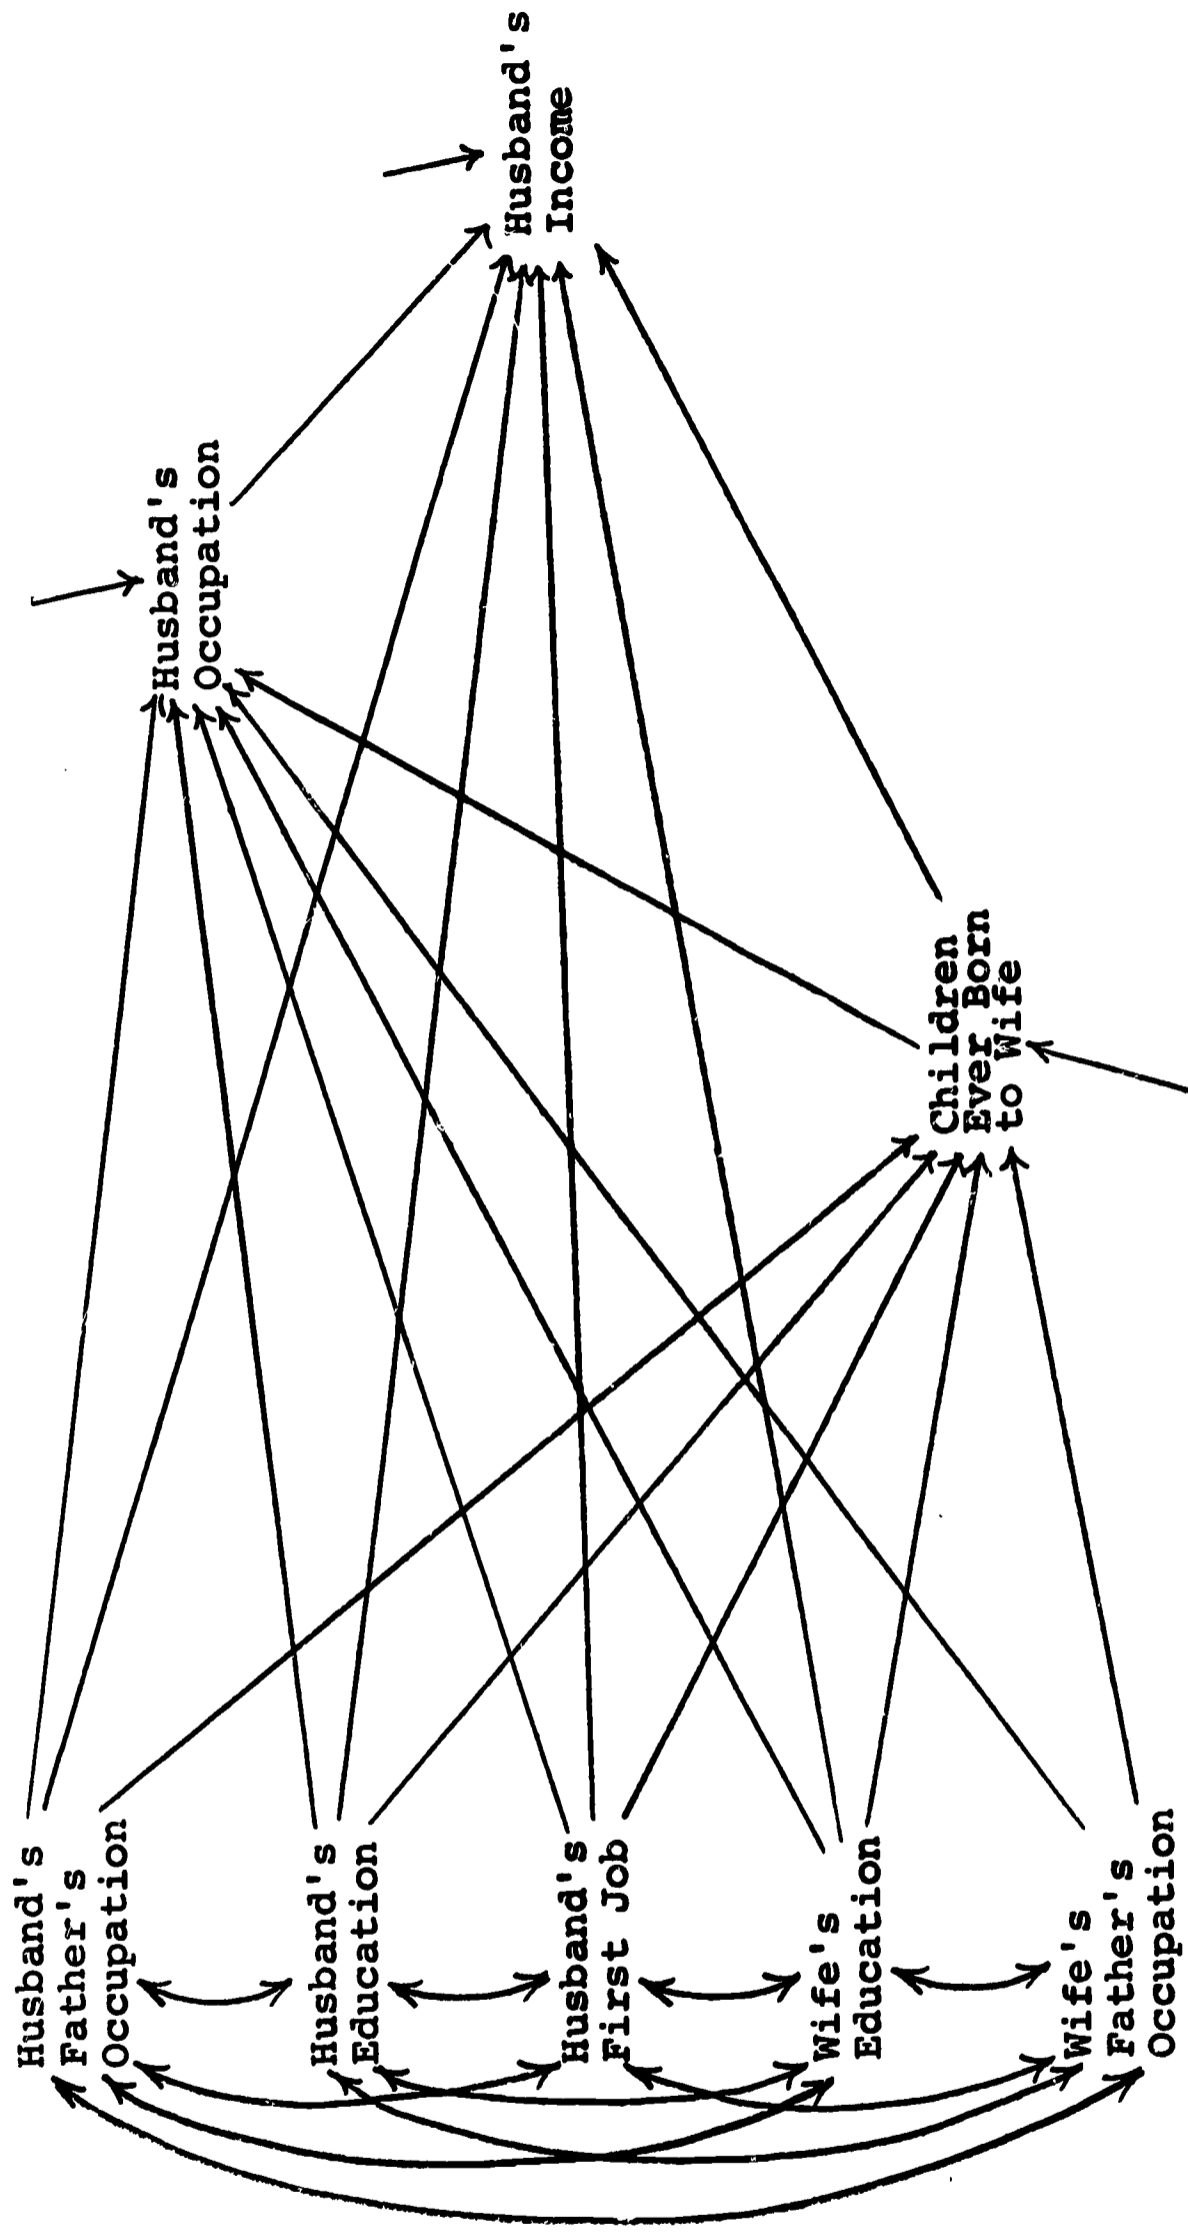 Husband's
Father's
Occupation
Husband's
Education
Husband's
First Job
Wife's
Education
Wife's
Father's
Occupation
Children
Ever Born
to Wife
Husband's
Occupation
Husband's
Income